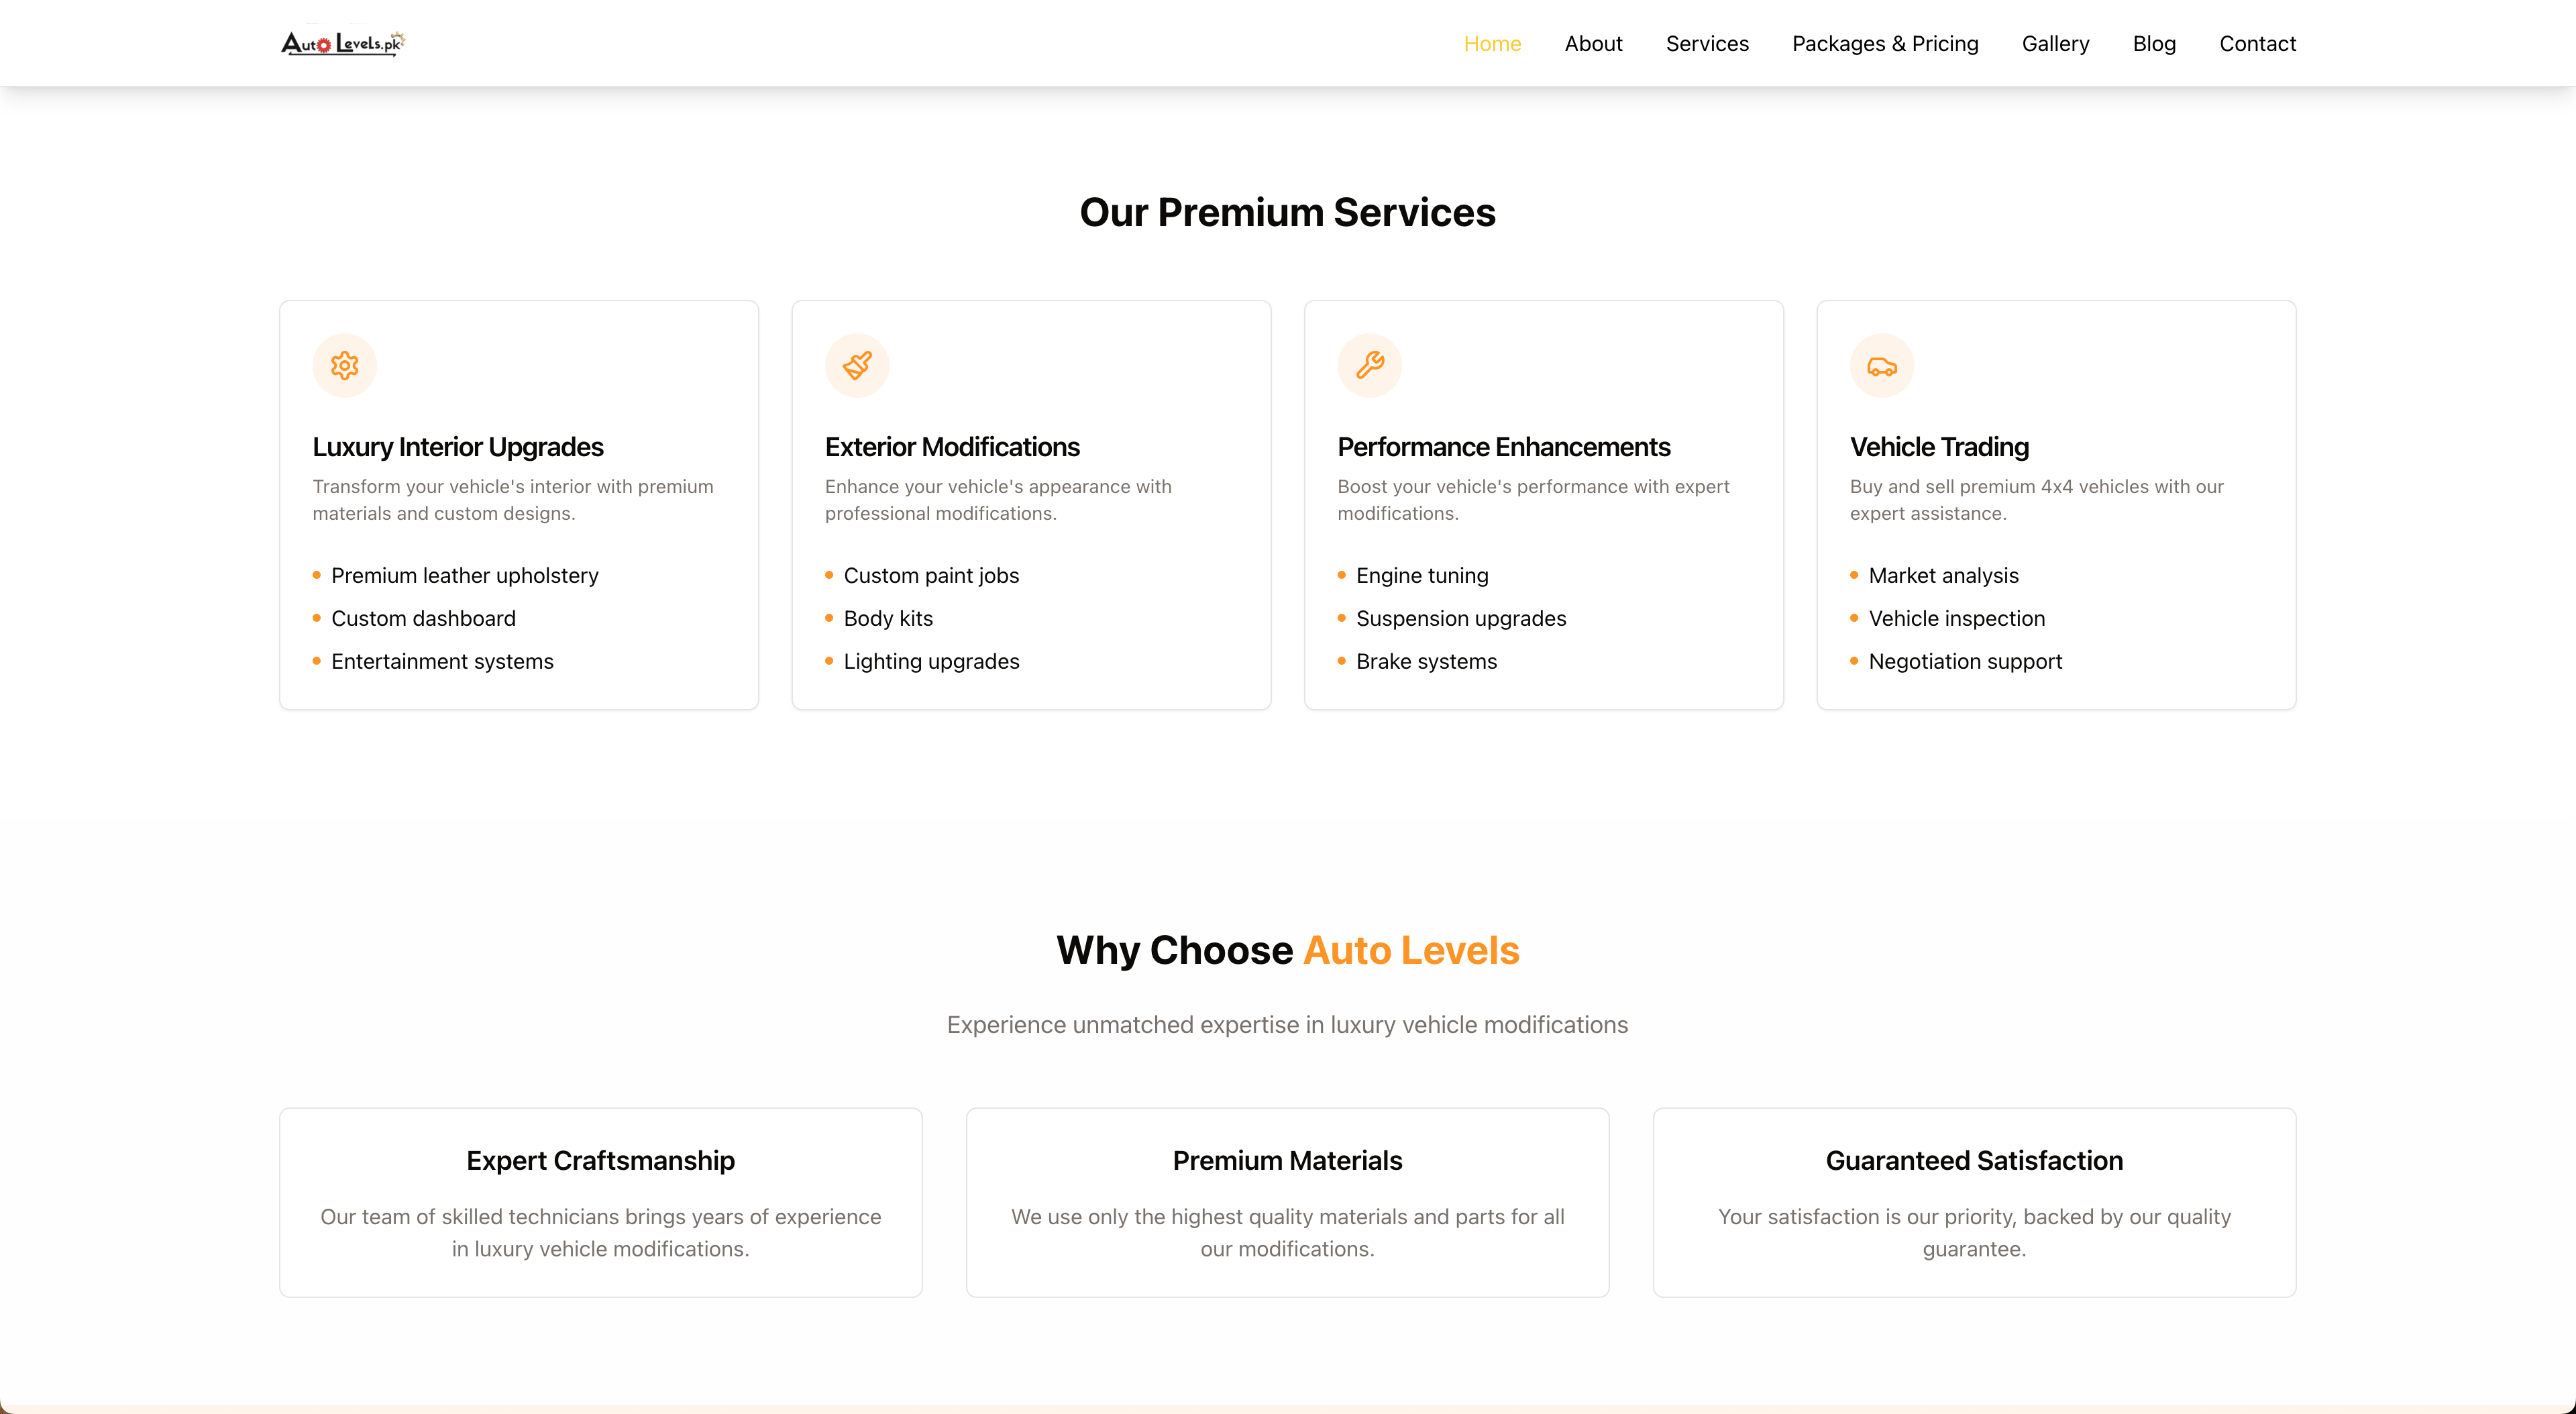 Auto Levels.pk
Home
About
Services
Packages & Pricing
Gallery
Blog
Contact
Our Premium Services
Luxury Interior Upgrades
Transform your vehicle's interior with premium
materials and custom designs.
Premium leather upholstery
Custom dashboard
Entertainment systems
Exterior Modifications
Enhance your vehicle's appearance with
professional modifications.
Custom paint jobs
Body kits
Lighting upgrades
Performance Enhancements
Boost your vehicle's performance with expert
modifications.
Engine tuning
Suspension upgrades
Brake systems
Vehicle Trading
Buy and sell premium 4x4 vehicles with our
expert assistance.
Market analysis
Vehicle inspection
Negotiation support
Why Choose Auto Levels
Experience unmatched expertise in luxury vehicle modifications
Expert Craftsmanship
Our team of skilled technicians brings years of experience
in luxury vehicle modifications.
Premium Materials
We use only the highest quality materials and parts for all
our modifications.
Guaranteed Satisfaction
Your satisfaction is our priority, backed by our quality
guarantee.